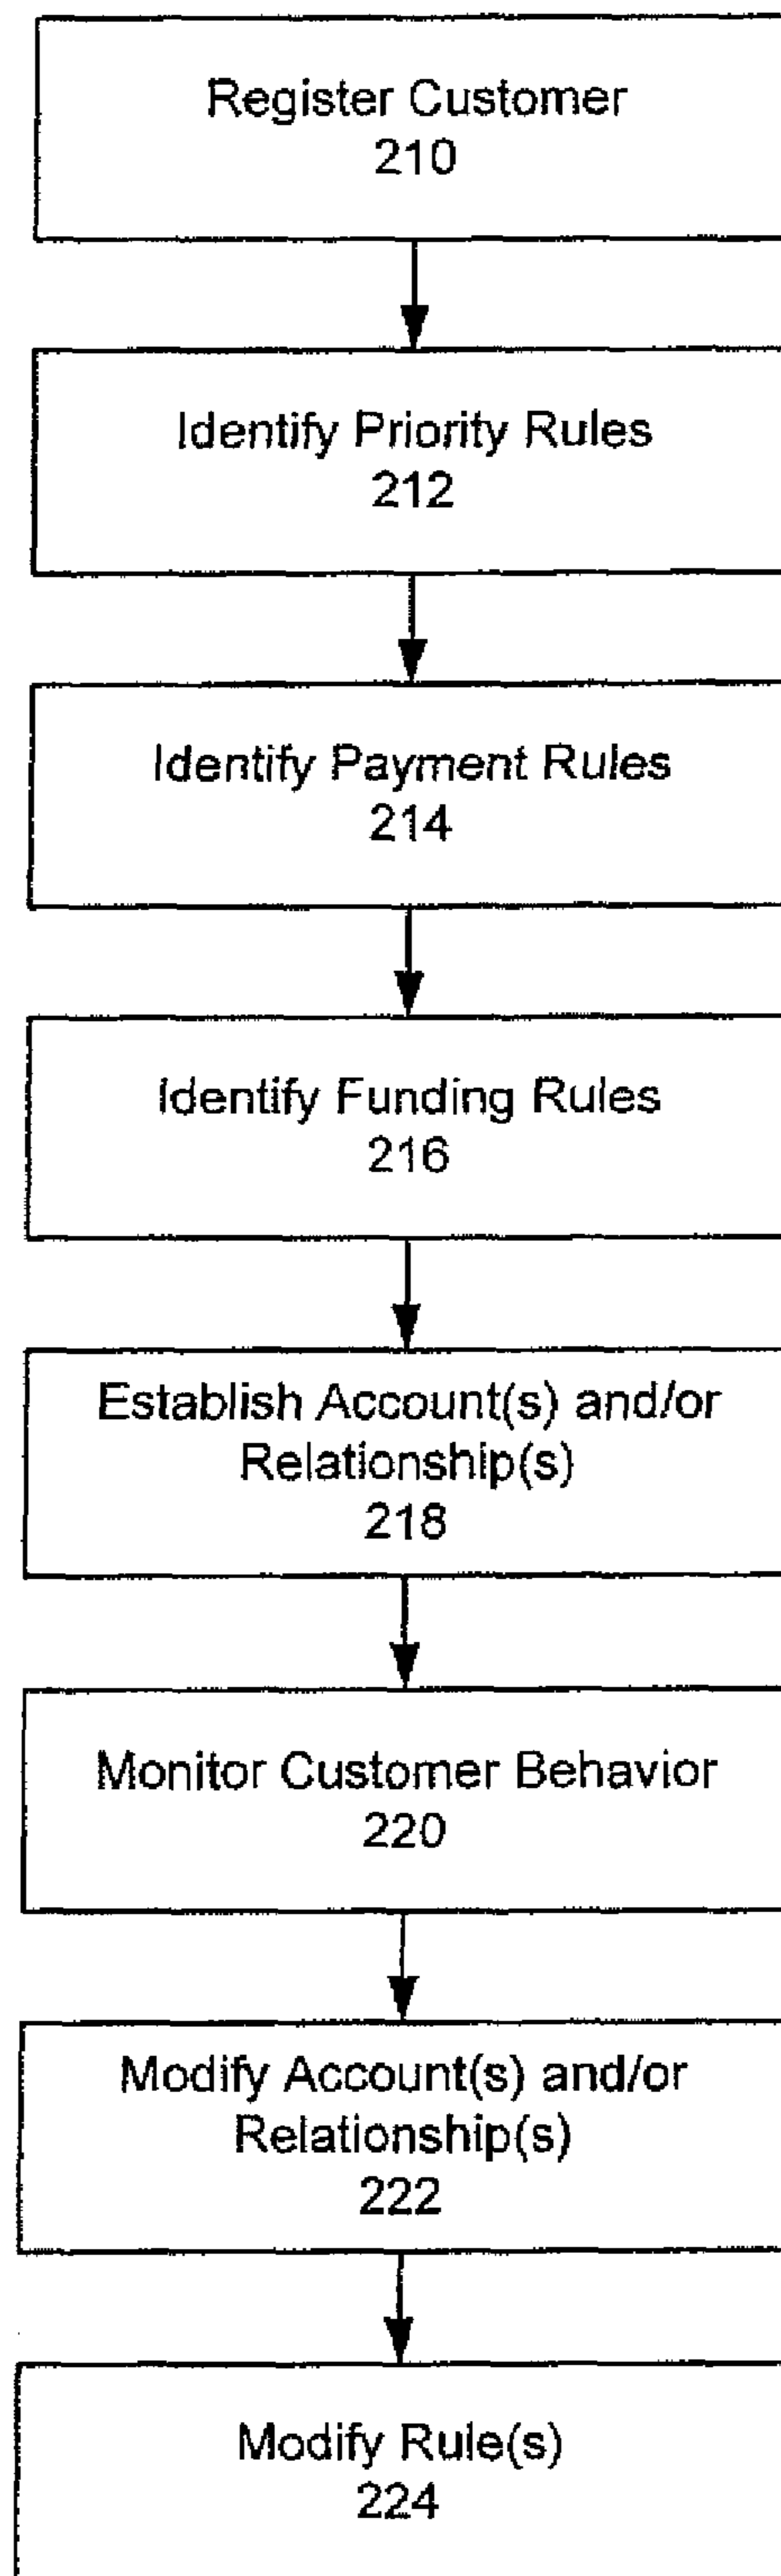 Register Customer
210
Identify Priority Rules
212
Identify Payment Rules
214
Identify Funding Rules
216
Establish Account(s) and/or
Relationship(s)
218
Monitor Customer Behavior
220
Modify Account(s) and/or
Relationship(s)
222
Modify Rule(s)
224